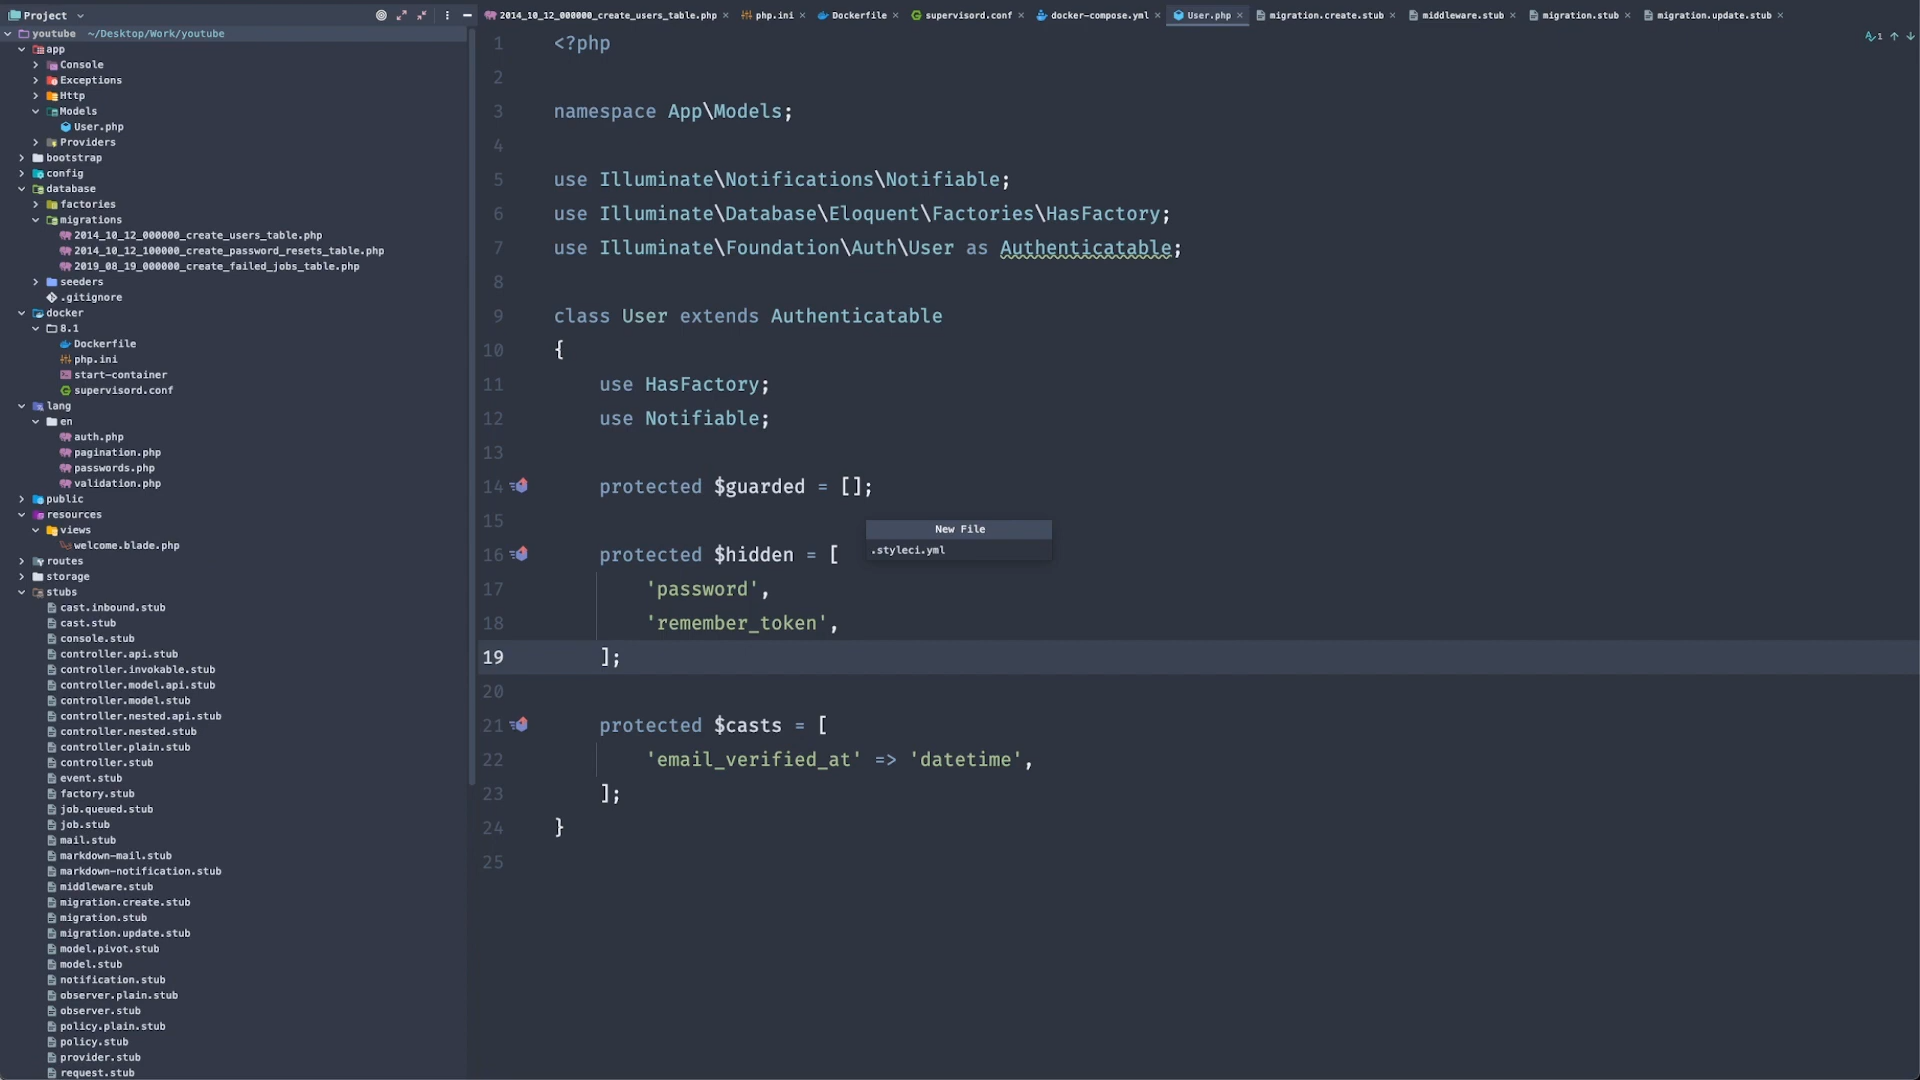 Project
2014_10_12_000000_create_users_table.php
php.ini
Dockerfile
supervisord.conf
docker-compose.yml
User.php
migration.create.stub
middleware.stub
migration.stub
migration.update.stub
youtube ~/Desktop/Work/youtube
app
Console
Exceptions
Http
Models
User.php
Providers
bootstrap
config
database
factories
migrations
2014_10_12_000000_create_users_table.php
2014_10_12_100000_create_password_resets_table.php
2019_08_19_000000_create_failed_jobs_table.php
seeders
.gitignore
docker
8.1
Dockerfile
php.ini
start-container
supervisord.conf
lang
en
auth.php
pagination.php
passwords.php
validation.php
public
resources
views
welcome.blade.php
routes
storage
stubs
cast.inbound.stub
cast.stub
console.stub
controller.api.stub
controller.invokable.stub
controller.model.api.stub
controller.model.stub
controller.nested.api.stub
controller.nested.stub
controller.plain.stub
controller.stub
event.stub
factory.stub
job.queued.stub
job.stub
mail.stub
markdown-mail.stub
markdown-notification.stub
middleware.stub
migration.create.stub
migration.stub
migration.update.stub
model.pivot.stub
model.stub
notification.stub
observer.plain.stub
observer.stub
policy.plain.stub
policy.stub
provider.stub
request.stub
1
1 <?php
2
3 namespace App\Models;
4
5 use Illuminate\Notifications\Notifiable;
6 use Illuminate\Database\Eloquent\Factories\HasFactory;
7 use Illuminate\Foundation\Auth\User as Authenticatable;
8
9 class User extends Authenticatable
10 {
11 use HasFactory;
12 use Notifiable;
13
14 protected $guarded = [];
15
16 protected $hidden = [
17 'password',
18 'remember_token',
19 ];
20
21 protected $casts = [
22 'email_verified_at' => 'datetime',
23 ];
24 }
25
New File
.styleci.yml